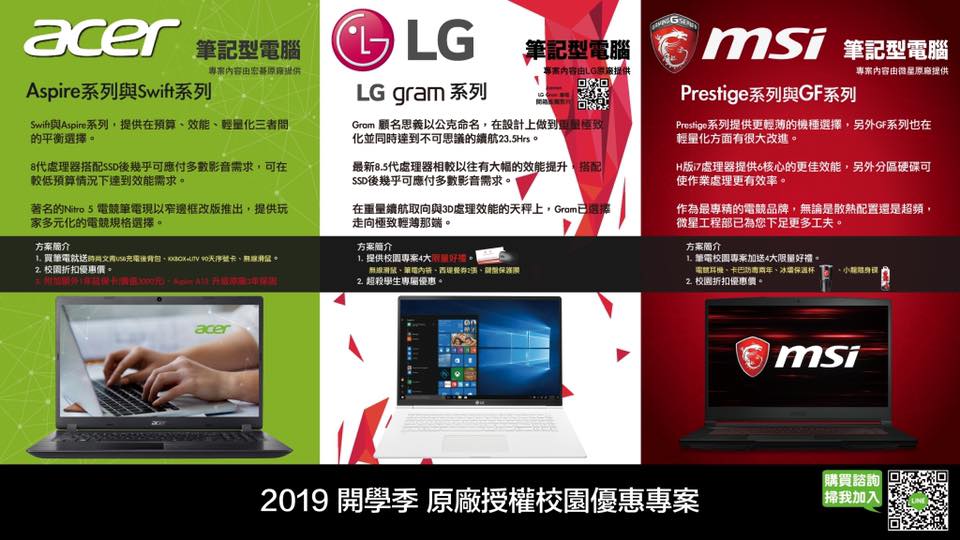 acer
筆記型電腦
專案內容由宏碁原廠提供
Aspire系列與Swift系列
Swift與Aspire系列，提供在預算、效能、輕量化三者間
的平衡選擇。
8代處理器搭配SSD後幾乎可應付多數影音需求，可在
較低預算情況下達到效能需求。
著名的Nitro 5 電競筆電現以窄邊框改版推出，提供玩
家多元化的電競規格選擇。
方案簡介
1. 買筆電就送時尚文青USB充電後背包、KKBOX+LiTV 90天序號卡、無線滑鼠。
2. 校園折扣優惠價。
3. 附加額外1年延保卡(價值3000元)，Aspire A315 升級原廠3年保固
acer
acer
LG
筆記型電腦
專案內容由LG原廠提供
LG Gram 筆電
LG gram 系列
Gram 顧名思義以公克命名，在設計上做到重量極致
化並同時達到不可思議的續航23.5Hrs。
最新8.5代處理器相較以往有大幅的效能提升，搭配
SSD後幾乎可應付多數影音需求。
在重量續航取向與3D處理效能的天秤上，Gram已選擇
走向極致輕薄那端。
方案簡介
1. 提供校園專案4大限量好禮。
無線滑鼠、筆電內袋、西堤餐券2張、鍵盤保護膜
2. 超殺學生專屬優惠。
LG
GAMING G SERIES
msi
筆記型電腦
專案內容由微星原廠提供
Prestige系列與GF系列
Prestige系列提供更輕薄的機種選擇，另外GF系列也在
輕量化方面有很大改進。
H版i7處理器提供6核心的更佳效能，另外分區硬碟可
使作業處理更有效率。
作為最專精的電競品牌，無論是散熱配置還是超頻，
微星工程部已為您下足更多工夫。
方案簡介
1. 筆電校園專案加送4大限量好禮。
電競耳機、卡巴防毒兩年、冰壩保溫杯、小龍隨身碟
2. 校園折扣優惠價。
msi
2019 開學季 原廠授權校園優惠專案
購買諮詢
掃我加入
LINE